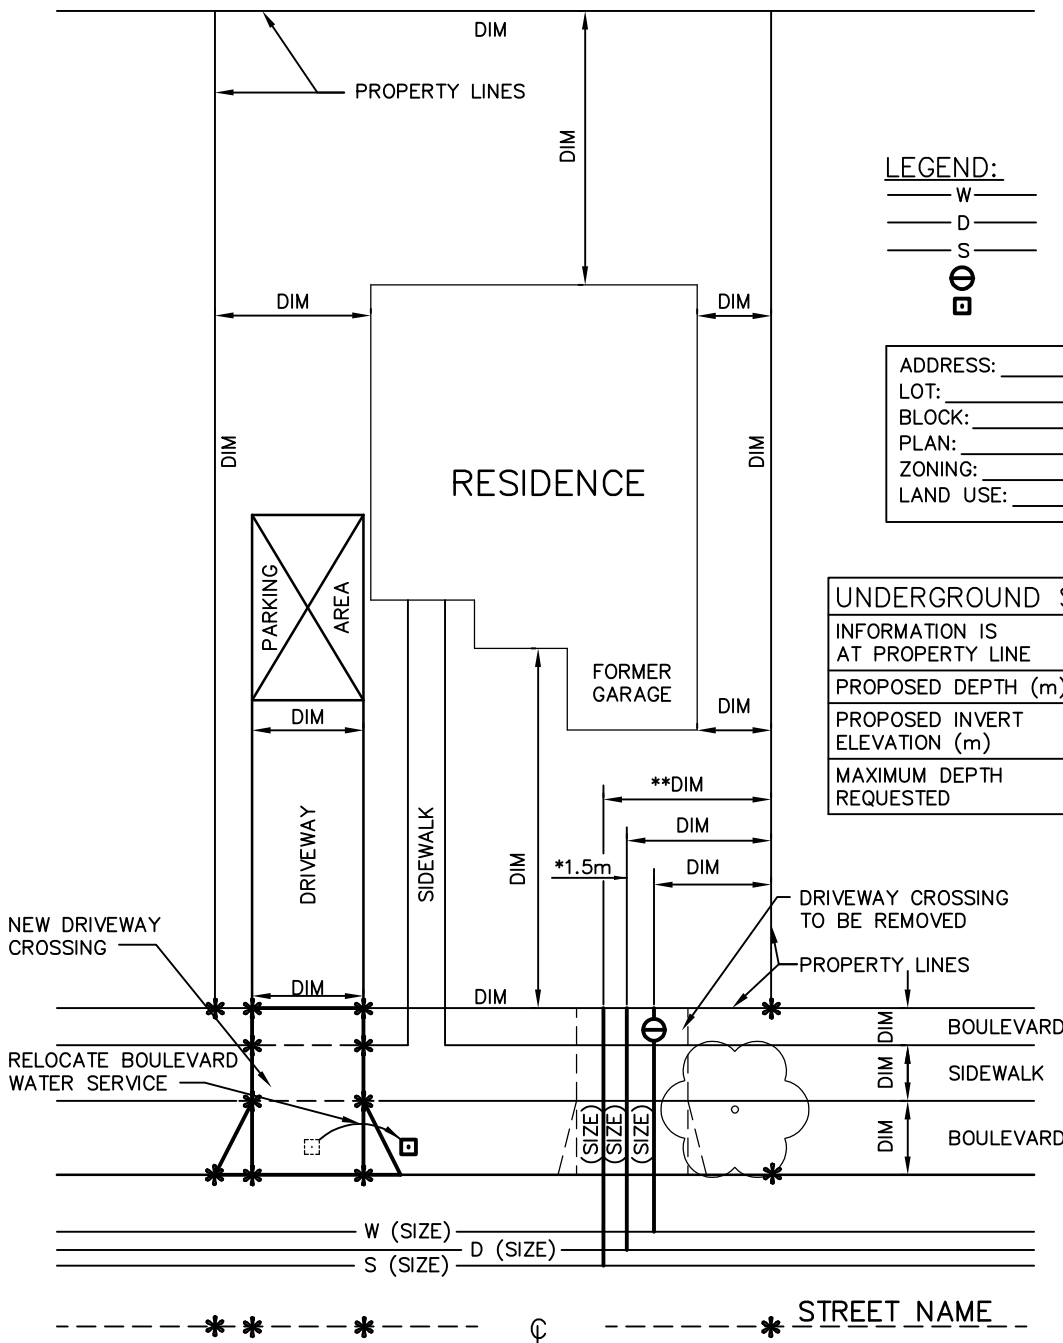 DIM
PROPERTY LINES
DIM
LEGEND:
W
D
S
DIM
DIM
ADDRESS:
LOT:
BLOCK:
PLAN:
ZONING:
LAND USE:
DIM
DIM
RESIDENCE
PARKING
AREA
UNDERGROUND
INFORMATION IS
AT PROPERTY LINE
PROPOSED DEPTH (m)
PROPOSED INVERT
ELEVATION (m)
MAXIMUM DEPTH
REQUESTED
FORMER
GARAGE
DIM
DIM
**DIM
DIM
*1.5m
DIM
DRIVEWAY
SIDEWALK
DIM
DRIVEWAY CROSSING
TO BE REMOVED
NEW DRIVEWAY
CROSSING
PROPERTY LINES
DIM
DIM
DIM
BOULEVARD
RELOCATE BOULEVARD
WATER SERVICE
DIM
SIDEWALK
(SIZE)
(SIZE)
(SIZE)
DIM
BOULEVARD
W (SIZE)
D (SIZE)
S (SIZE)
STREET NAME
℄